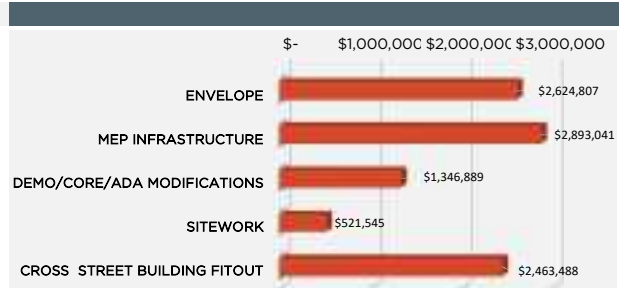 $- $1,000,000 $2,000,000 $3,000,000
ENVELOPE $2,624,807
MEP INFRASTRUCTURE $2,893,041
DEMO/CORE/ADA MODIFICATIONS $1,346,889
SITEWORK $521,545
CROSS STREET BUILDING FITOUT $2,463,488